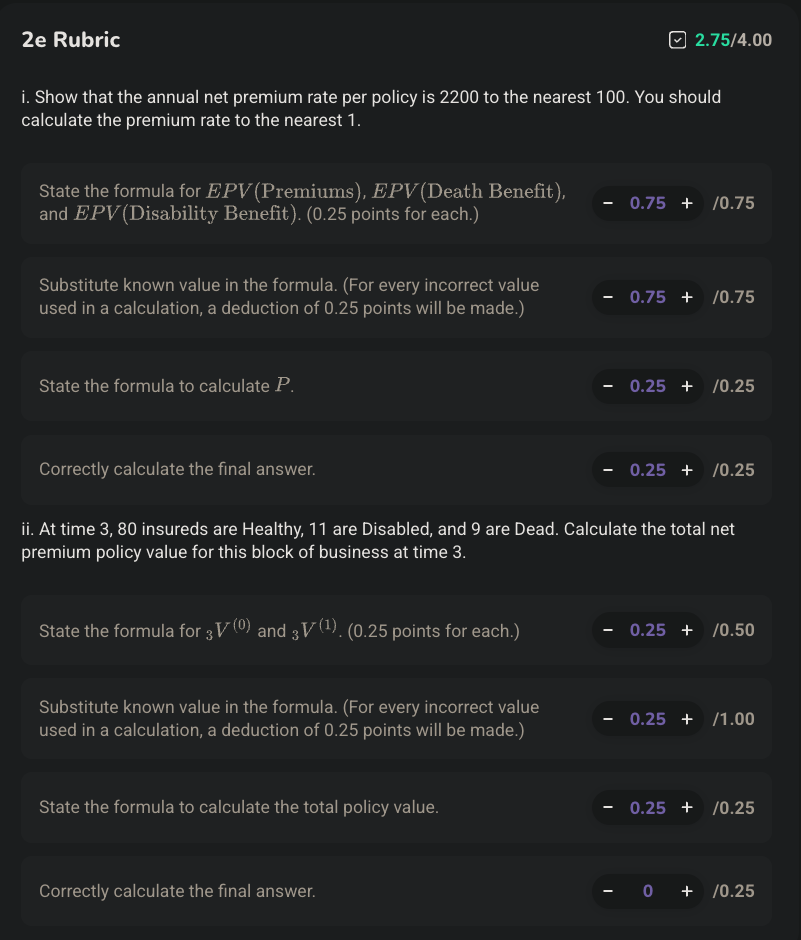 2e Rubric
2.75/4.00
i. Show that the annual net premium rate per policy is 2200 to the nearest 100. You should
calculate the premium rate to the nearest 1.
State the formula for EPV(Premiums), EPV(Death Benefit),
and EPV(Disability Benefit). (0.25 points for each.)
− 0.75 + /0.75
Substitute known value in the formula. (For every incorrect value
used in a calculation, a deduction of 0.25 points will be made.)
− 0.75 + /0.75
State the formula to calculate P.
− 0.25 + /0.25
Correctly calculate the final answer.
− 0.25 + /0.25
ii. At time 3, 80 insureds are Healthy, 11 are Disabled, and 9 are Dead. Calculate the total net
premium policy value for this block of business at time 3.
State the formula for ₃V⁽⁰⁾ and ₃V⁽¹⁾. (0.25 points for each.)
− 0.25 + /0.50
Substitute known value in the formula. (For every incorrect value
used in a calculation, a deduction of 0.25 points will be made.)
− 0.25 + /1.00
State the formula to calculate the total policy value.
− 0.25 + /0.25
Correctly calculate the final answer.
− 0 + /0.25